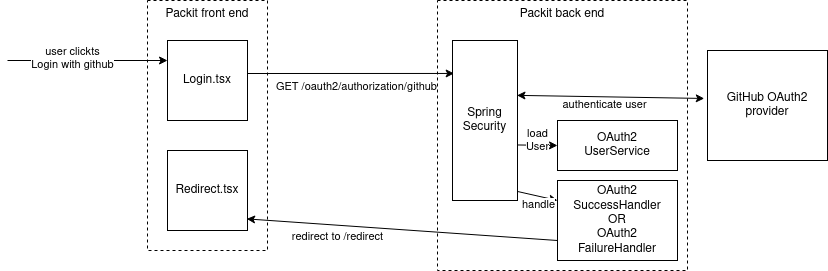 Packit front end
Packit back end
user clickts
Login with github
Login.tsx
GET /oauth2/authorization/github
Spring
Security
authenticate user
GitHub OAuth2
provider
load
User
OAuth2
UserService
Redirect.tsx
handle
OAuth2
SuccessHandler
OR
OAuth2
FailureHandler
redirect to /redirect